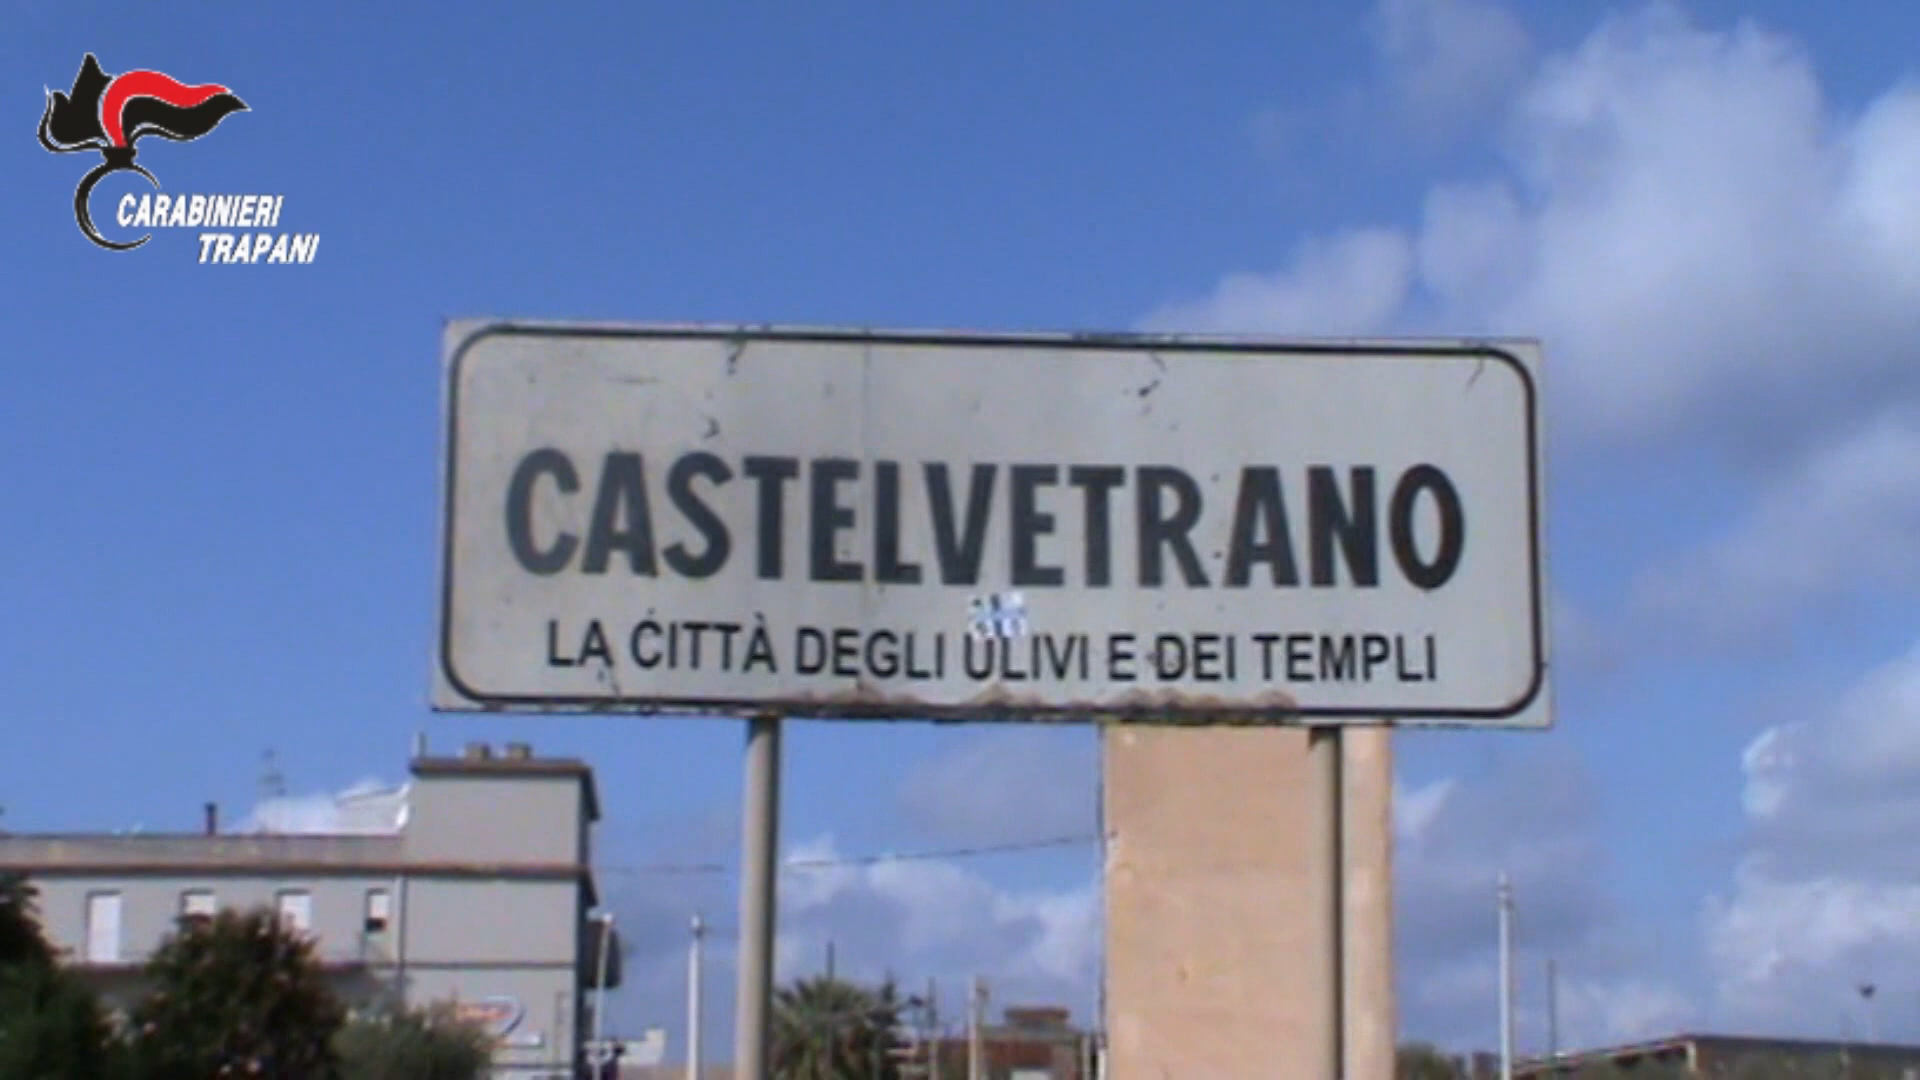 CARABINIERI
TRAPANI
CASTELVETRANO
LA CITTÀ DEGLI ULIVI E DEI TEMPLI